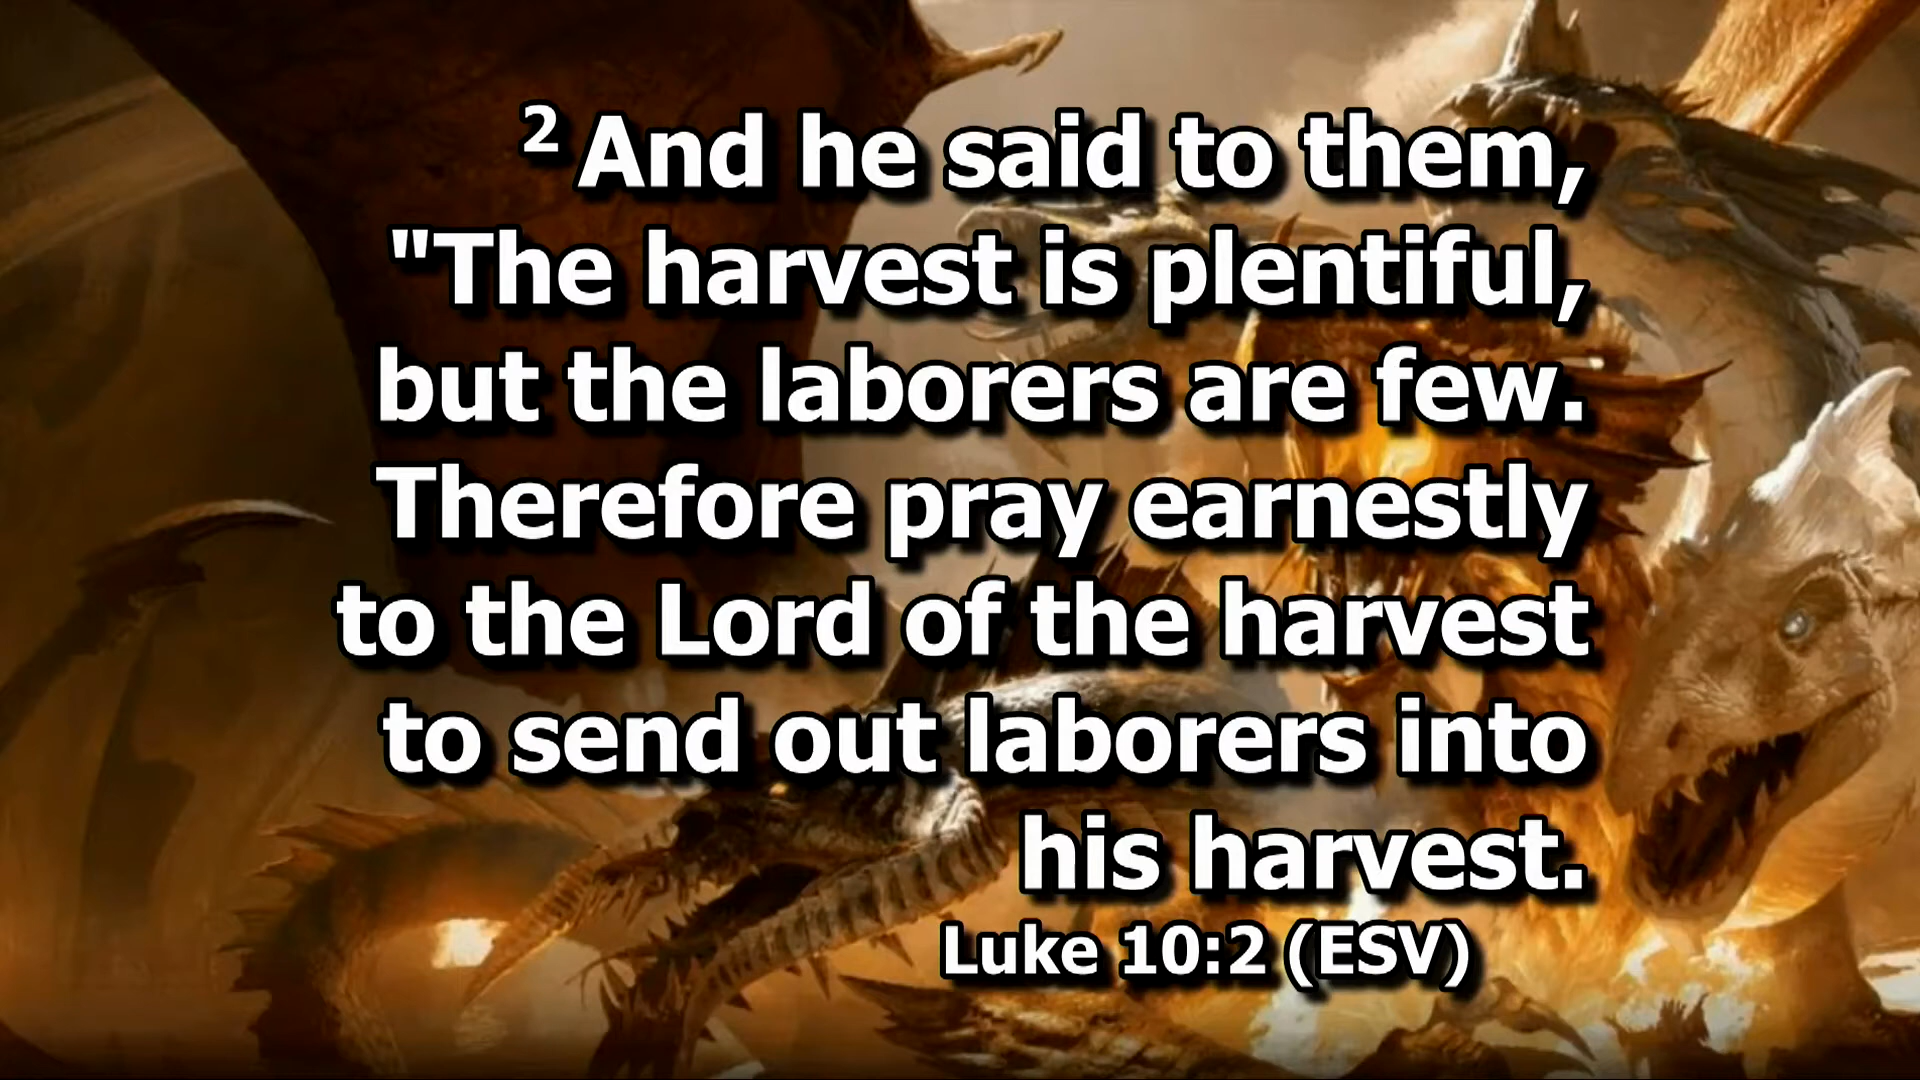 2 And he said to them,
"The harvest is plentiful,
but the laborers are few.
Therefore pray earnestly
to the Lord of the harvest
to send out laborers into
his harvest.
Luke 10:2 (ESV)